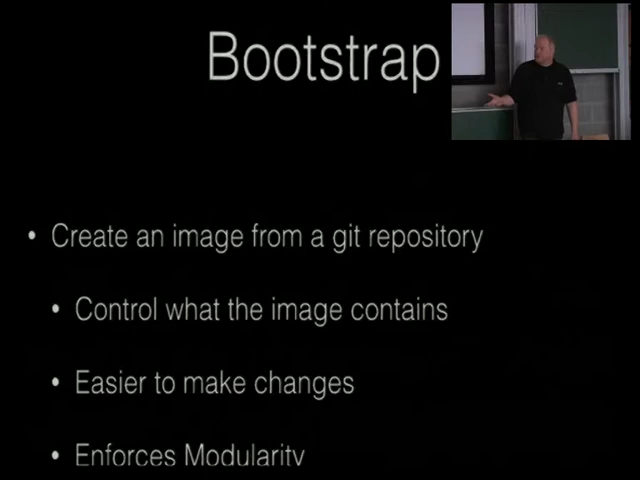 Bootstrap
• Create an image from a git repository
• Control what the image contains
• Easier to make changes
• Enforces Modularity